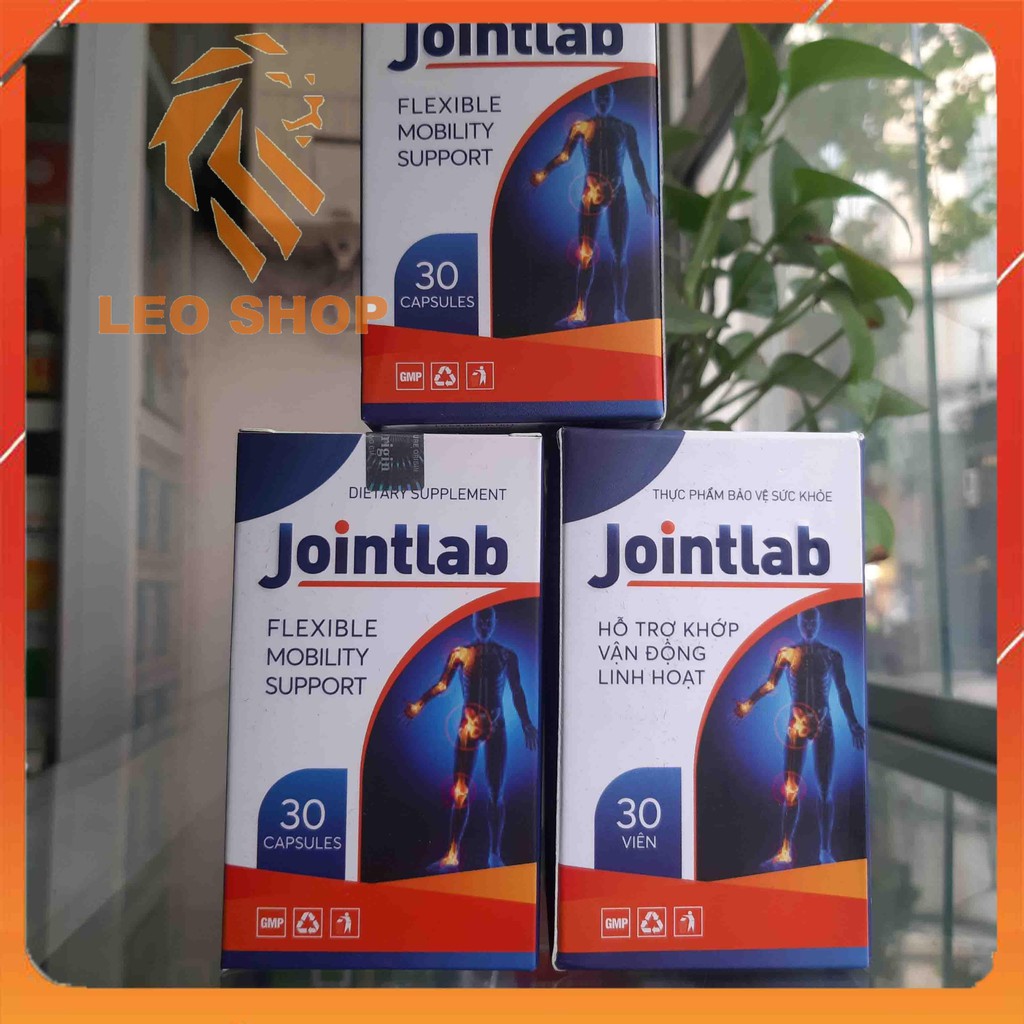 Jointlab
FLEXIBLE
MOBILITY
SUPPORT
30
CAPSULES
GMP
LEO SHOP
DIETARY SUPPLEMENT
Jointlab
FLEXIBLE
MOBILITY
SUPPORT
30
CAPSULES
GMP
THỰC PHẨM BẢO VỆ SỨC KHỎE
Jointlab
HỖ TRỢ KHỚP
VẬN ĐỘNG
LINH HOẠT
30
VIÊN
GMP